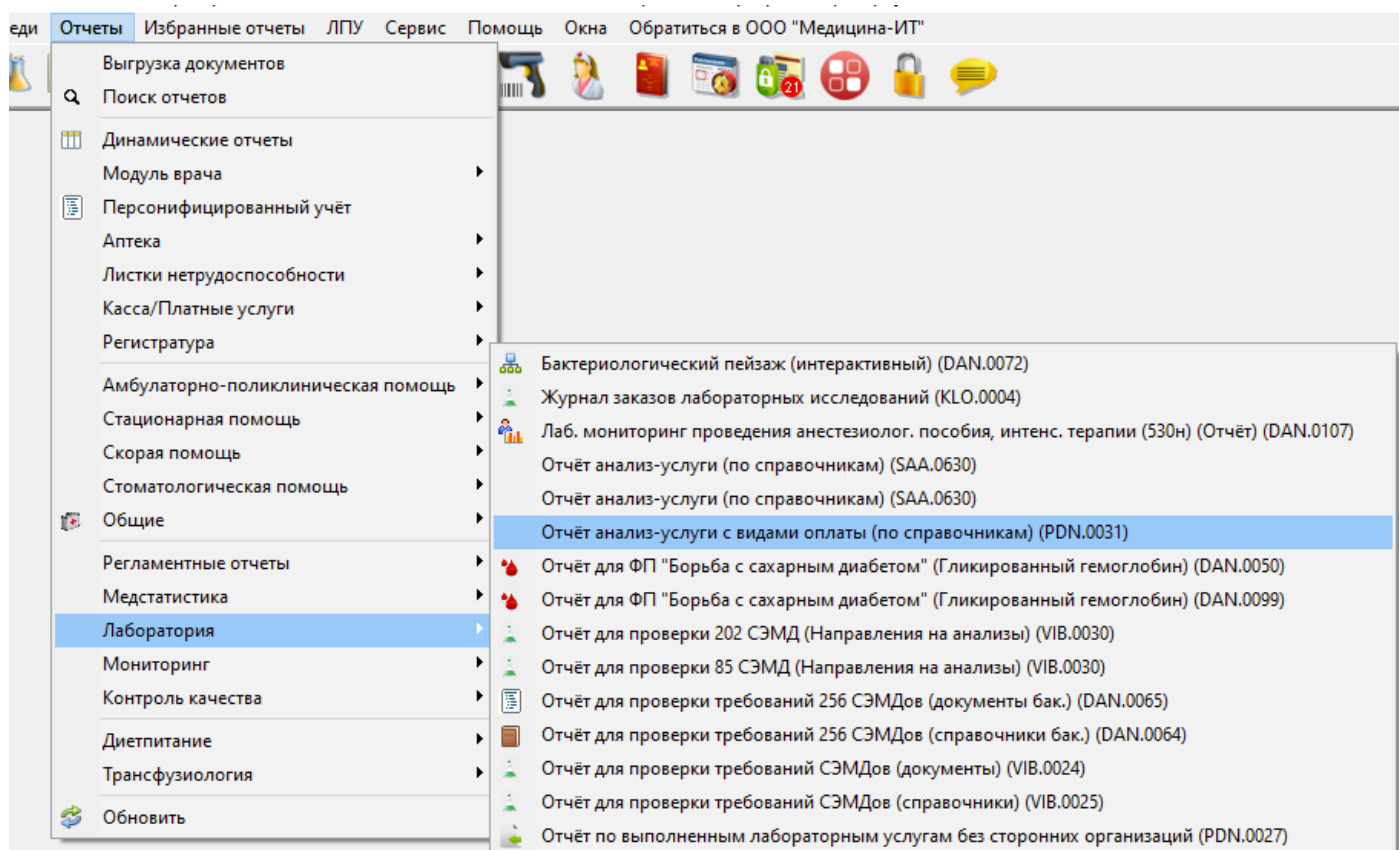 еди Отчеты Избранные отчеты ЛПУ Сервис Помощь Окна Обратиться в ООО "Медицина-ИТ"
21
Выгрузка документов
Поиск отчетов
Динамические отчеты
Модуль врача
Персонифицированный учёт
Аптека
Листки нетрудоспособности
Касса/Платные услуги
Регистратура
Амбулаторно-поликлиническая помощь
Стационарная помощь
Скорая помощь
Стоматологическая помощь
Общие
Регламентные отчеты
Медстатистика
Лаборатория
Мониторинг
Контроль качества
Диетпитание
Трансфузиология
Обновить
Бактериологический пейзаж (интерактивный) (DAN.0072)
Журнал заказов лабораторных исследований (KLO.0004)
Лаб. мониторинг проведения анестезиолог. пособия, интенс. терапии (530н) (Отчёт) (DAN.0107)
Отчёт анализ-услуги (по справочникам) (SAA.0630)
Отчёт анализ-услуги (по справочникам) (SAA.0630)
Отчёт анализ-услуги с видами оплаты (по справочникам) (PDN.0031)
Отчёт для ФП "Борьба с сахарным диабетом" (Гликированный гемоглобин) (DAN.0050)
Отчёт для ФП "Борьба с сахарным диабетом" (Гликированный гемоглобин) (DAN.0099)
Отчёт для проверки 202 СЭМД (Направления на анализы) (VIB.0030)
Отчёт для проверки 85 СЭМД (Направления на анализы) (VIB.0030)
Отчёт для проверки требований 256 СЭМДов (документы бак.) (DAN.0065)
Отчёт для проверки требований 256 СЭМДов (справочники бак.) (DAN.0064)
Отчёт для проверки требований СЭМДов (документы) (VIB.0024)
Отчёт для проверки требований СЭМДов (справочники) (VIB.0025)
Отчёт по выполненным лабораторным услугам без сторонних организаций (PDN.0027)